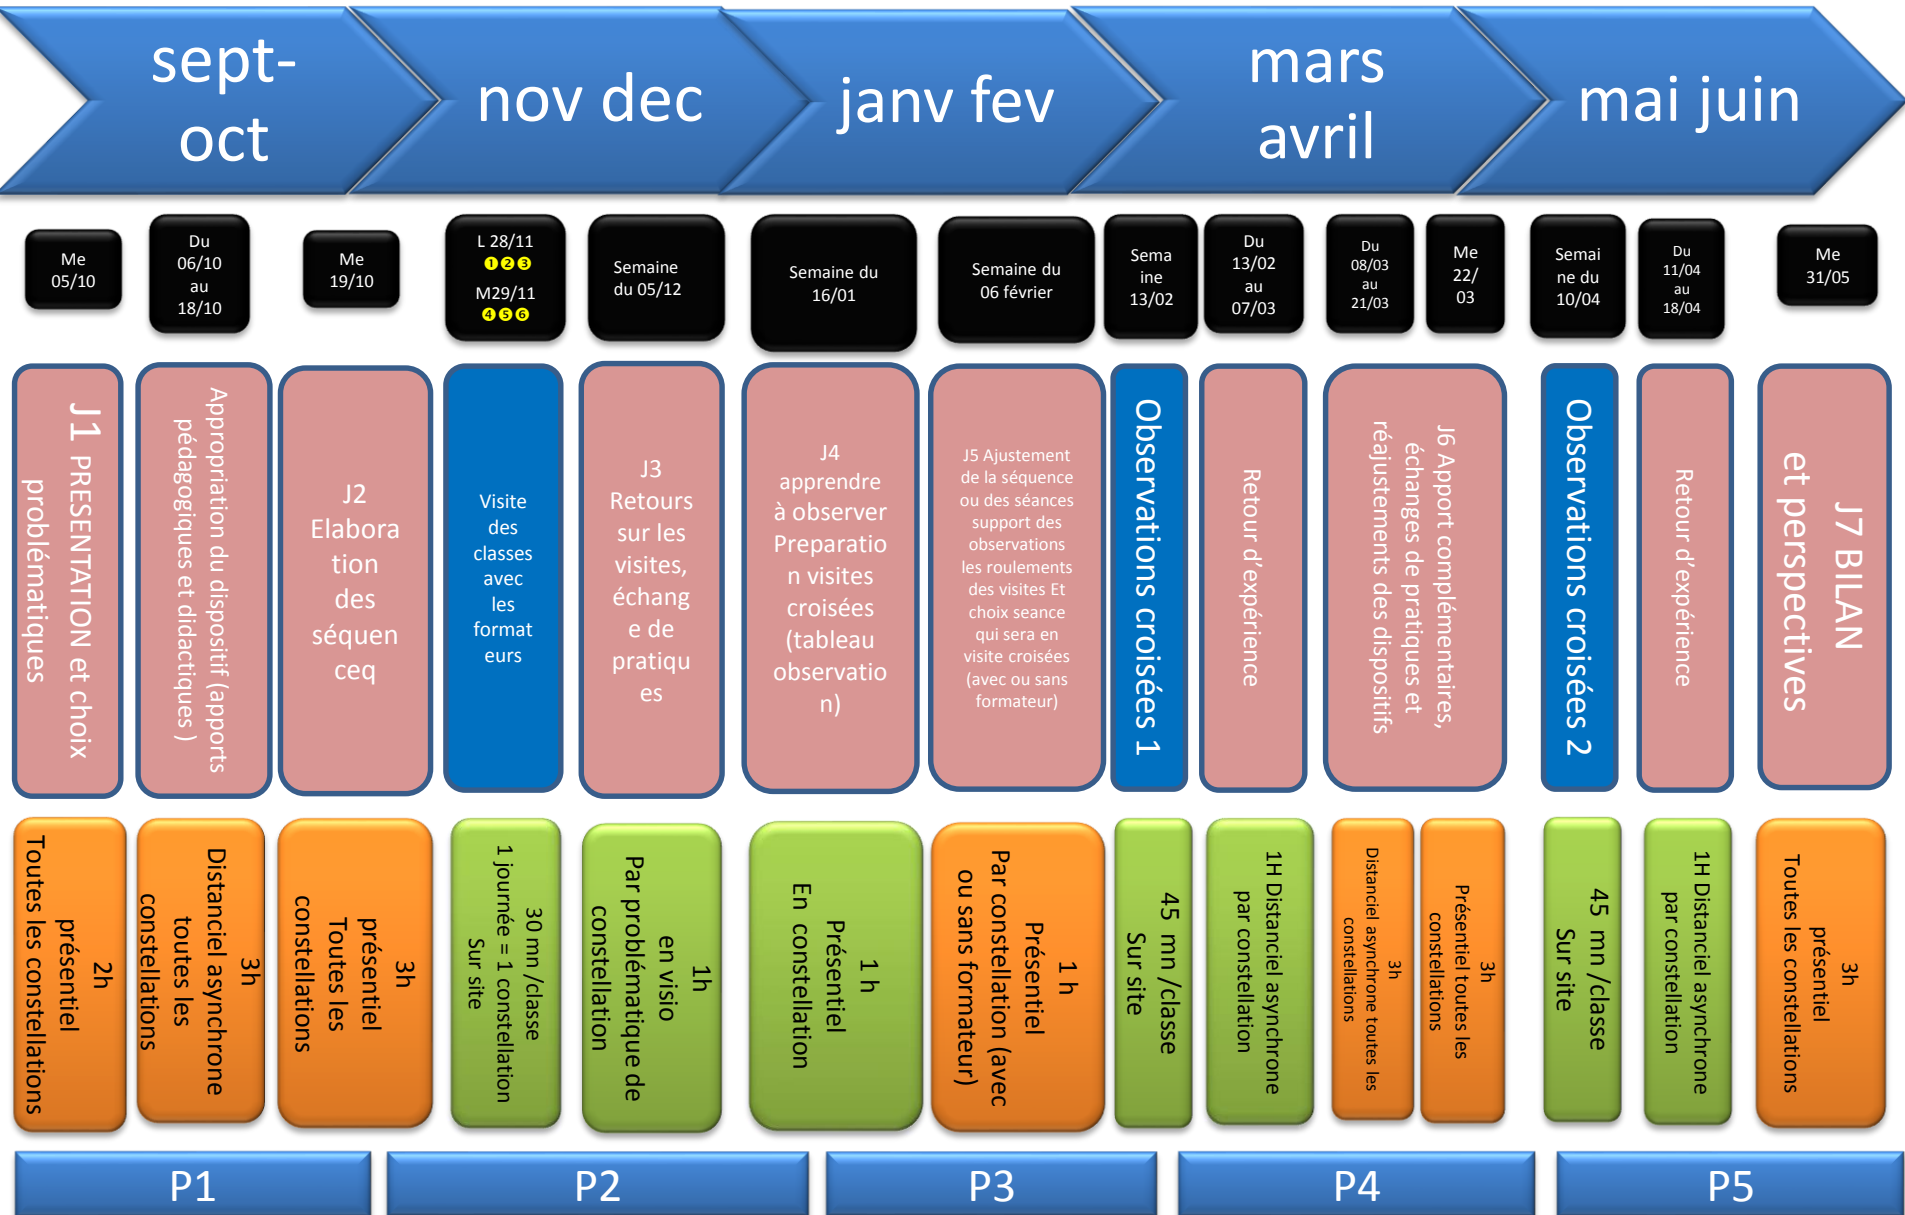 sept-
oct
nov dec
janv fev
mars
avril
mai juin
Me
05/10
Du
06/10
au
18/10
Me
19/10
L 28/11
❶❷❸
M29/11
❹❺❻
Semaine
du 05/12
Semaine du
16/01
Semaine du
06 février
Sema
ine
13/02
Du
13/02
au
07/03
Du
08/03
au
21/03
Me
22/
03
Semai
ne du
10/04
Du
11/04
au
18/04
Me
31/05
J1 PRESENTATION et choix
problématiques
Appropriation du dispositif (apports
pédagogiques et didactiques )
J2
Elabora
tion
des
séquen
ceq
Visite
des
classes
avec
les
format
eurs
J3
Retours
sur les
visites,
échang
e de
pratiqu
es
J4
apprendre
à observer
Preparatio
n visites
croisées
(tableau
observatio
n)
J5 Ajustement
de la séquence
ou des séances
support des
observations
les roulements
des visites Et
choix seance
qui sera en
visite croisées
(avec ou sans
formateur)
Observations croisées 1
Retour d'expérience
J6 Apport complémentaires,
échanges de pratiques et
réajustements des dispositifs
Observations croisées 2
Retour d'expérience
J7 BILAN
et perspectives
2h
présentiel
Toutes les constellations
3h
Distanciel asynchrone
toutes les
constellations
3h
présentiel
Toutes les
constellations
30 mn /classe
1 journée = 1 constellation
Sur site
1h
en visio
Par problématique de
constellation
1 h
Présentiel
En constellation
1 h
Présentiel
Par constellation (avec
ou sans formateur)
45 mn /classe
Sur site
1H Distanciel asynchrone
par constellation
3h
Distanciel asynchrone toutes les
constellations
3h
Présentiel toutes les
constellations
45 mn /classe
Sur site
1H Distanciel asynchrone
par constellation
3h
présentiel
Toutes les constellations
P1
P2
P3
P4
P5